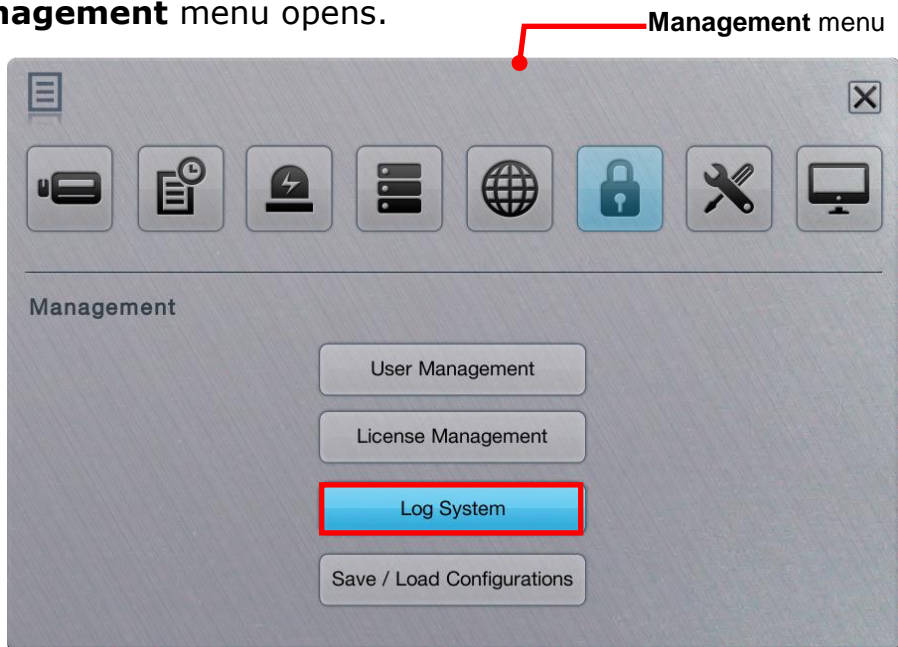 nagement menu opens.
Management menu
Management
User Management
License Management
Log System
Save / Load Configurations